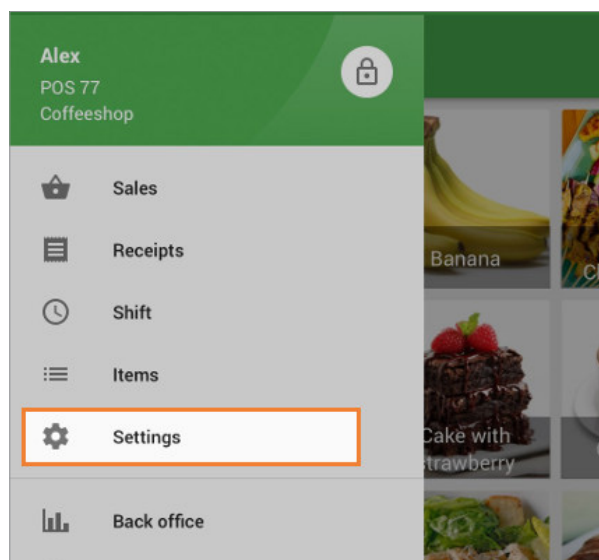 Alex
POS 77
Coffeeshop
Sales
Receipts
Shift
Items
Settings
Back office
Banana
Cake with
strawberry